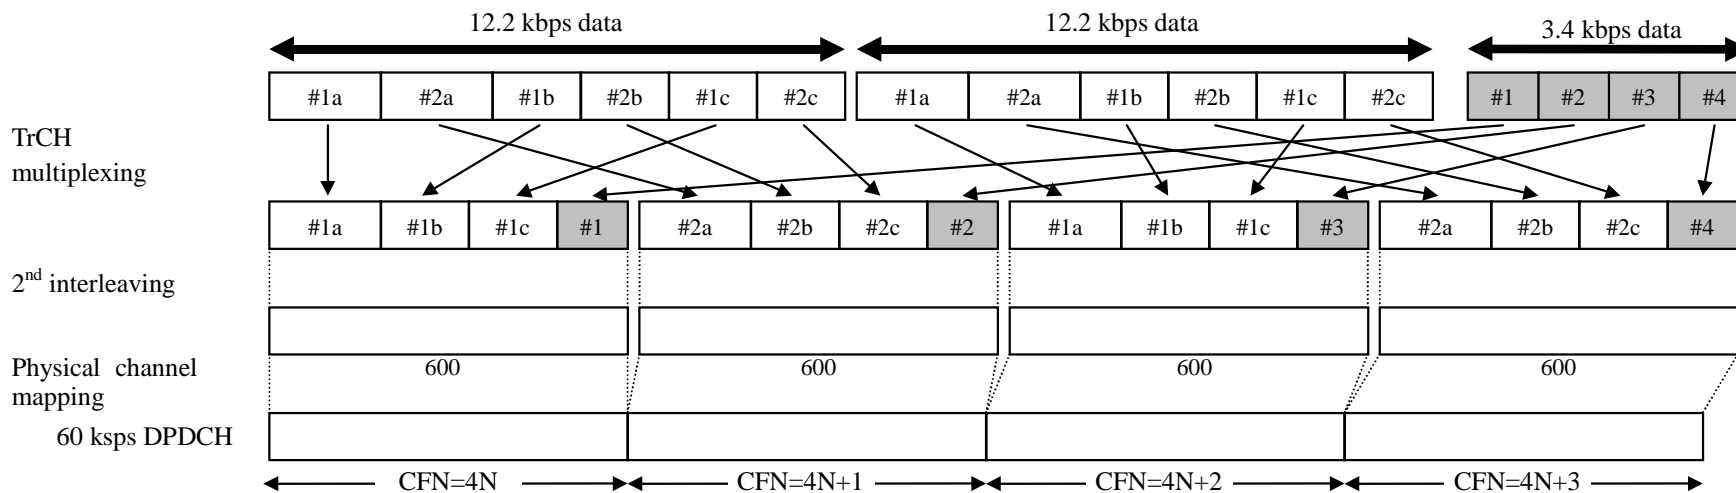 12.2 kbps data 12.2 kbps data 3.4 kbps data
#1a #2a #1b #2b #1c #2c #1a #2a #1b #2b #1c #2c #1 #2 #3 #4
TrCH
multiplexing
#1a #1b #1c #1 #2a #2b #2c #2 #1a #1b #1c #3 #2a #2b #2c #4
2nd interleaving
Physical channel 600 600 600 600
mapping
60 ksps DPDCH
CFN=4N CFN=4N+1 CFN=4N+2 CFN=4N+3